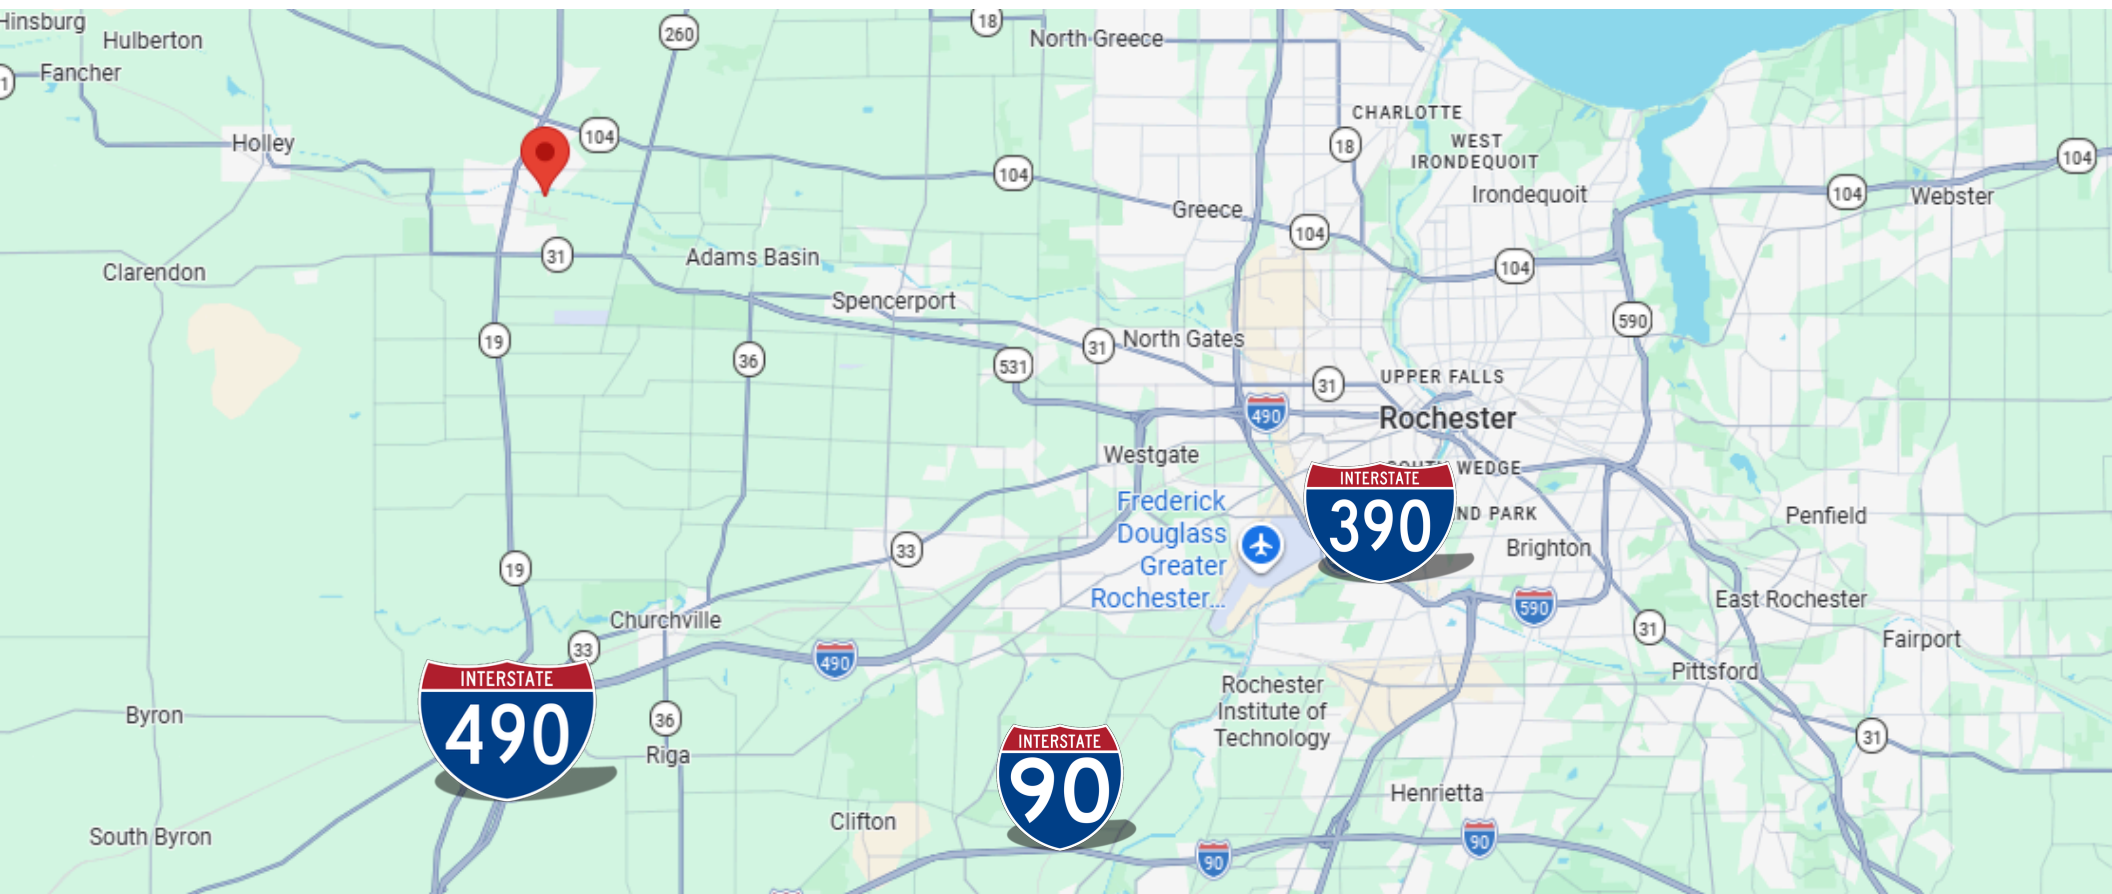 Hinsburg
Hulberton
260
18
North Greece
Fancher
1
CHARLOTTE
104
Holley
18
WEST
IRONDEQUOIT
104
104
Irondequoit
104
Webster
Greece
104
31
Adams Basin
104
Clarendon
Spencerport
590
19
31
North Gates
36
531
31
UPPER FALLS
490
Rochester
Westgate
WEDGE
INTERSTATE
390
Frederick
Douglass
Greater
Rochester...
ND PARK
Penfield
33
Brighton
19
590
East Rochester
Churchville
31
Fairport
33
490
Pittsford
INTERSTATE
490
Rochester
Institute of
Technology
Byron
36
31
Riga
INTERSTATE
90
Henrietta
Clifton
South Byron
90
90